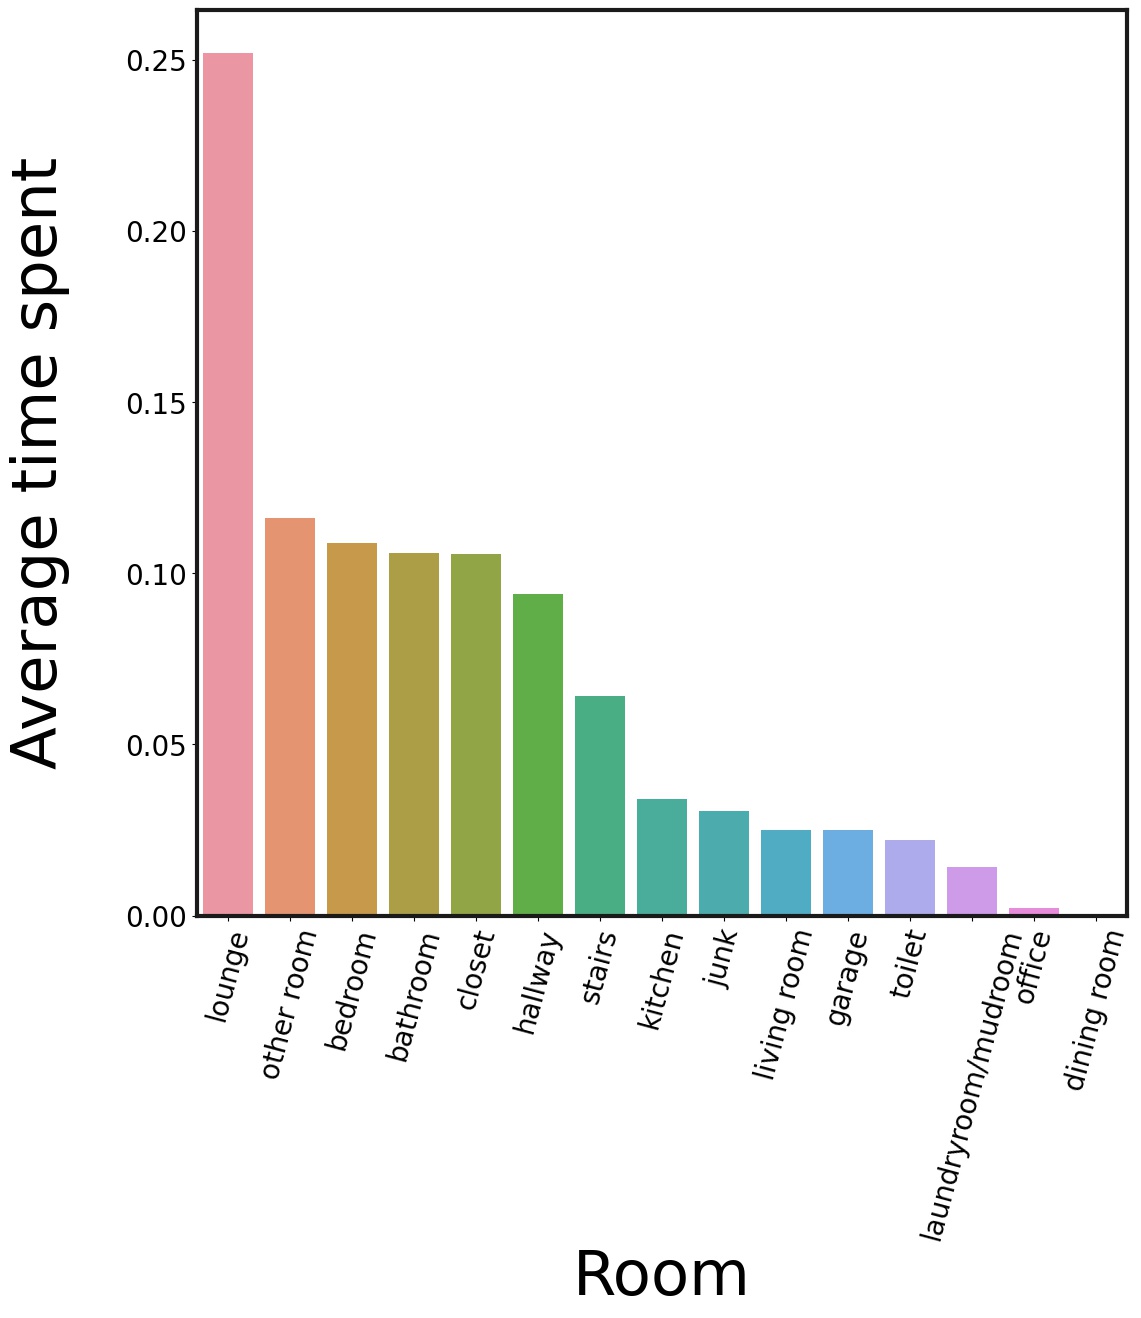 Average time spent
0.25
0.20
0.15
0.10
0.05
0.00
lounge
other room
bedroom
bathroom
closet
hallway
stairs
kitchen
junk
living room
garage
toilet
laundryroom/mudroom
office
dining room
Room